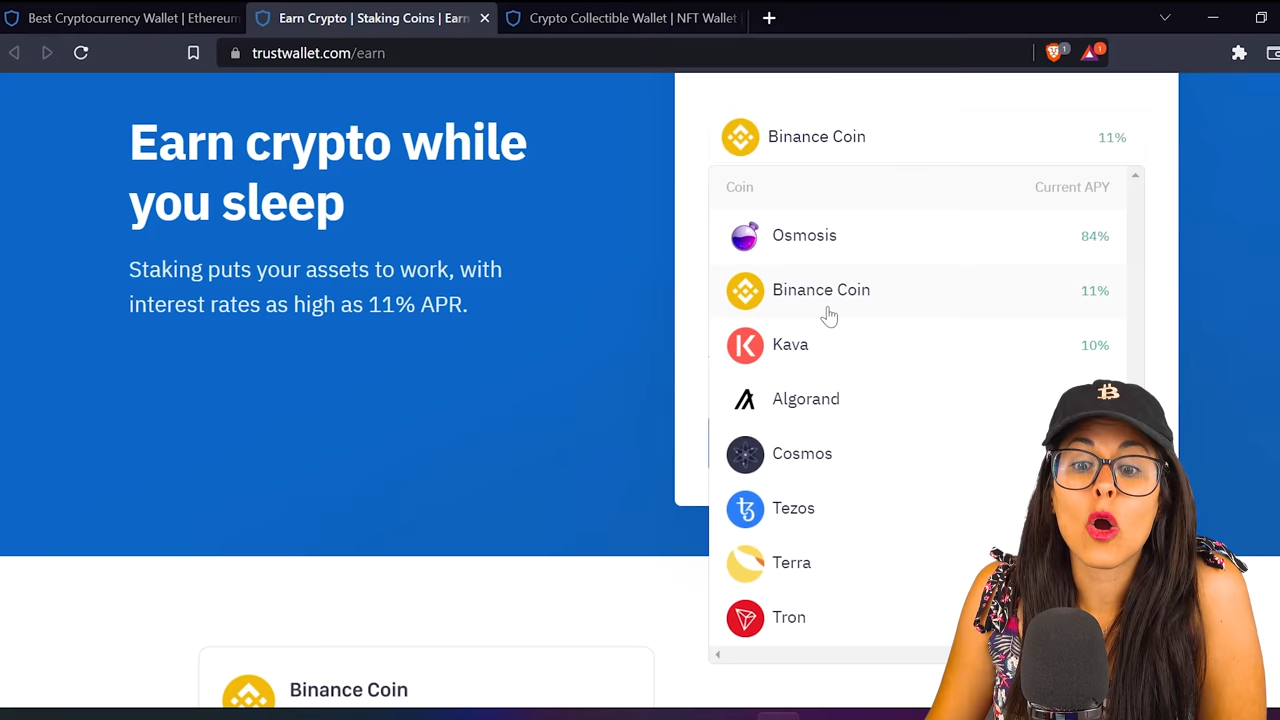 Best Cryptocurrency Wallet | Ethereum
Earn Crypto | Staking Coins | Earn
Crypto Collectible Wallet | NFT Wallet
trustwallet.com/earn
1
1
Earn crypto while
you sleep
Staking puts your assets to work, with
interest rates as high as 11% APR.
Binance Coin 11%
Coin Current APY
Osmosis 84%
Binance Coin 11%
Kava 10%
Algorand
Cosmos
Tezos
Terra
Tron
Binance Coin